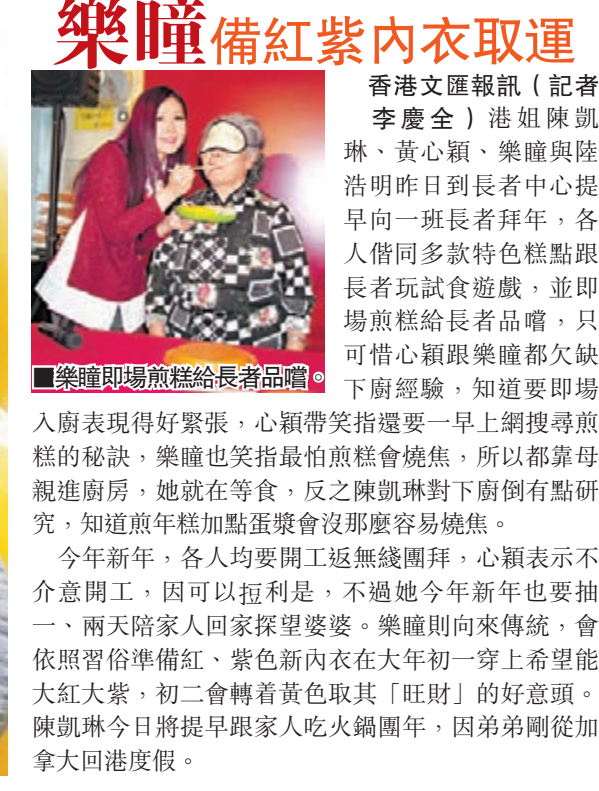 樂瞳備紅紫內衣取運
香港文匯報訊（記者
李慶全）港姐陳凱
琳、黃心穎、樂瞳與陸
浩明昨日到長者中心提
早向一班長者拜年，各
人偕同多款特色糕點跟
長者玩試食遊戲，並即
場煎糕給長者品嚐，只
可惜心穎跟樂瞳都欠缺
下廚經驗，知道要即場
入廚表現得好緊張，心穎帶笑指還要一早上網搜尋煎
糕的秘訣，樂瞳也笑指最怕煎糕會燒焦，所以都靠母
親進廚房，她就在等食，反之陳凱琳對下廚倒有點研
究，知道煎年糕加點蛋漿會沒那麼容易燒焦。
今年新年，各人均要開工返無綫團拜，心穎表示不
介意開工，因可以挋利是，不過她今年新年也要抽
一、兩天陪家人回家探望婆婆。樂瞳則向來傳統，會
依照習俗準備紅、紫色新內衣在大年初一穿上希望能
大紅大紫，初二會轉着黃色取其「旺財」的好意頭。
陳凱琳今日將提早跟家人吃火鍋團年，因弟弟剛從加
拿大回港度假。
■樂瞳即場煎糕給長者品嚐。